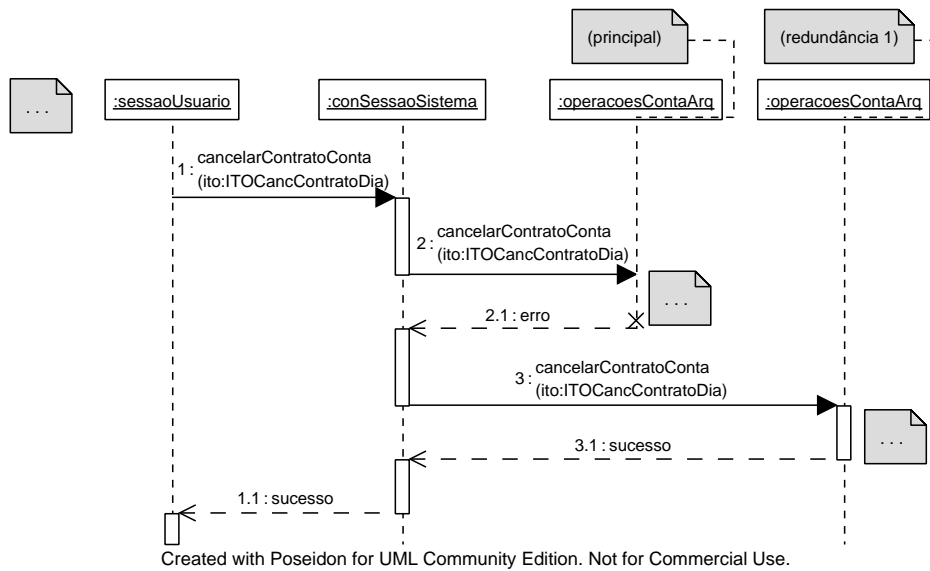 (principal)
(redundância 1)
. . .
:sessaoUsuario
:conSessaoSistema
:operacoesContaArq
:operacoesContaArq
1 : cancelarContratoConta
(ito:ITOCancContratoDia)
2 : cancelarContratoConta
(ito:ITOCancContratoDia)
. . .
2.1 : erro
3 : cancelarContratoConta
(ito:ITOCancContratoDia)
. . .
3.1 : sucesso
1.1 : sucesso
Created with Poseidon for UML Community Edition. Not for Commercial Use.